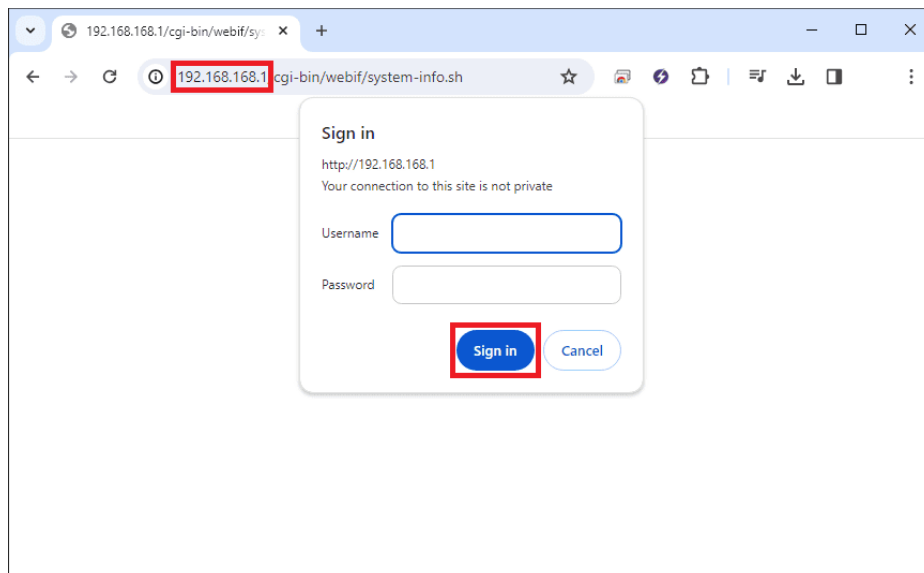 192.168.168.1/cgi-bin/webif/sys
192.168.168.1/cgi-bin/webif/system-info.sh
Sign in
http://192.168.168.1
Your connection to this site is not private
Username
Password
Sign in
Cancel